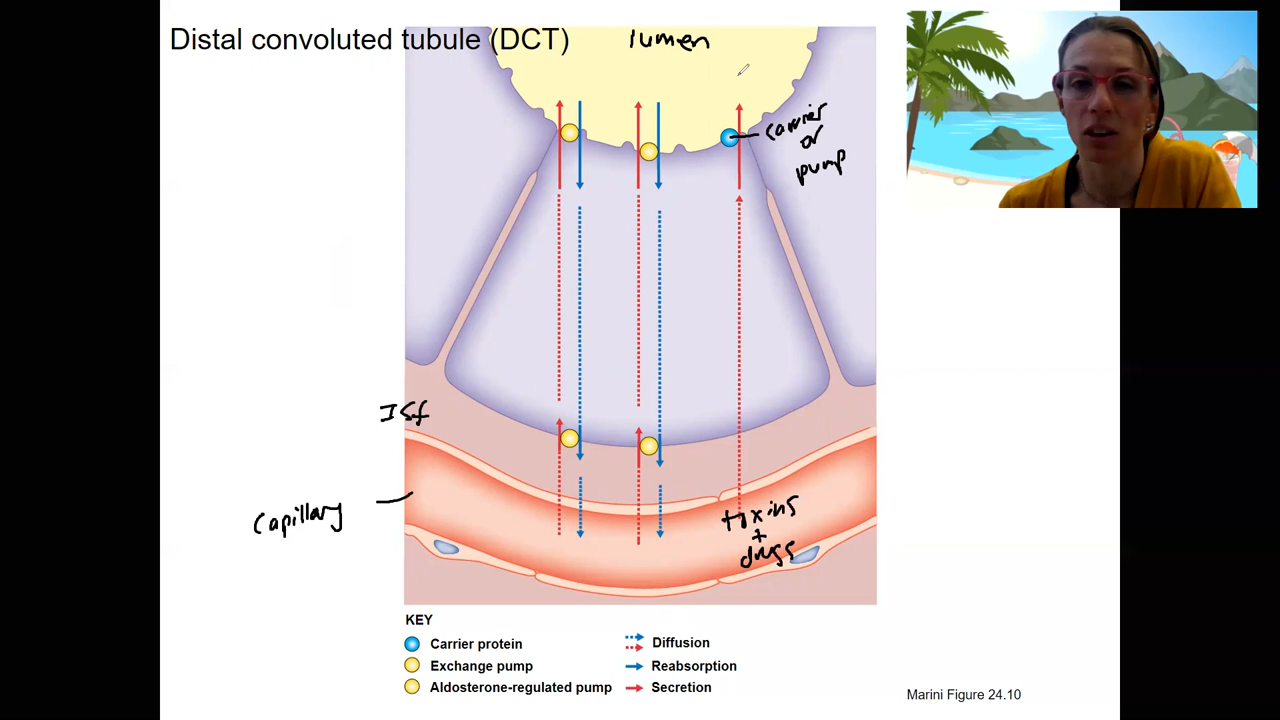 Distal convoluted tubule (DCT)
lumen
carrier
or
pump
ISf
capillary
toxins
+
drugs
KEY
Carrier protein
Exchange pump
Aldosterone-regulated pump
Diffusion
Reabsorption
Secretion
Marini Figure 24.10